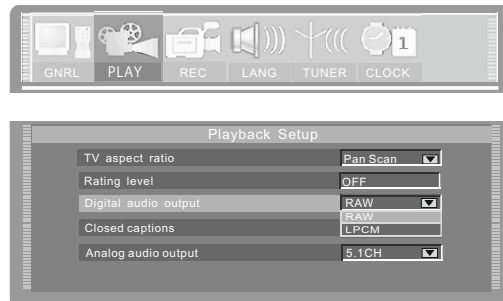 1
GNRL PLAY REC LANG TUNER CLOCK
Playback Setup
TV aspect ratio Pan Scan
Rating level OFF
Digital audio output RAW
RAW
Closed captions LPCM
Analog audio output 5.1CH